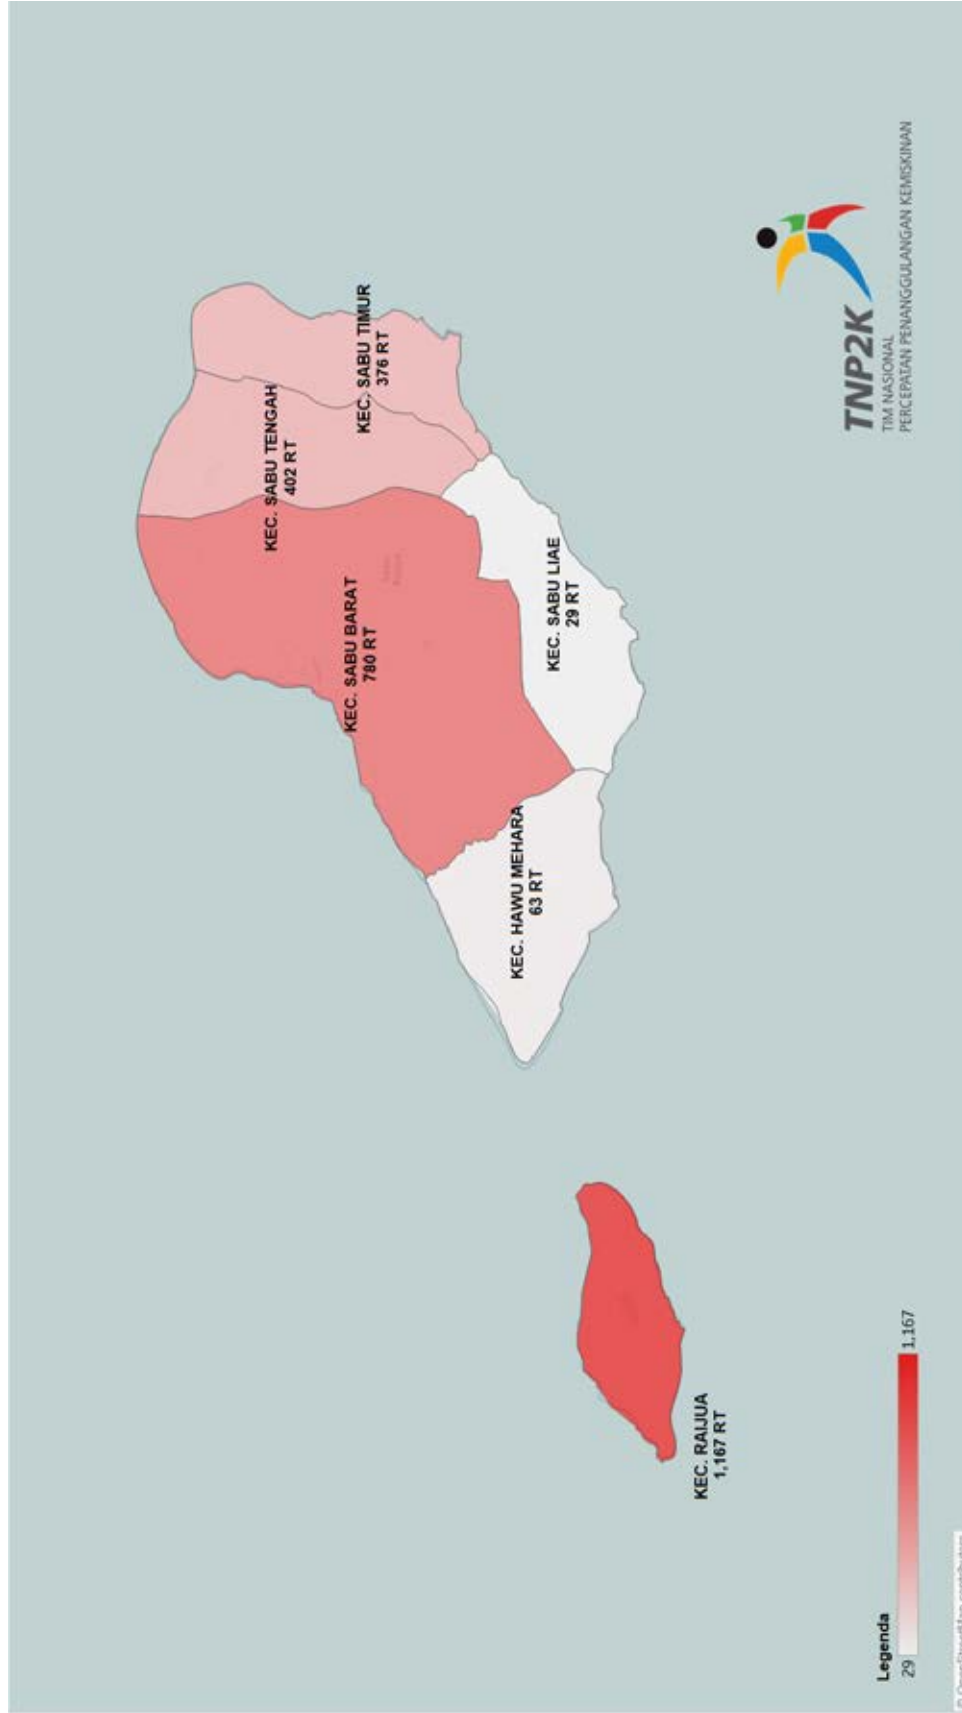 KEC. SABU TENGAH
402 RT
KEC. SABU TIMUR
376 RT
KEC. SABU BARAT
780 RT
KEC. SABU LIAE
29 RT
KEC. HAWU MEHARA
63 RT
KEC. RAIJUA
1,167 RT
Legenda
29 1,167
TNP2K
TIM NASIONAL
PERCEPATAN PENANGGULANGAN KEMISKINAN